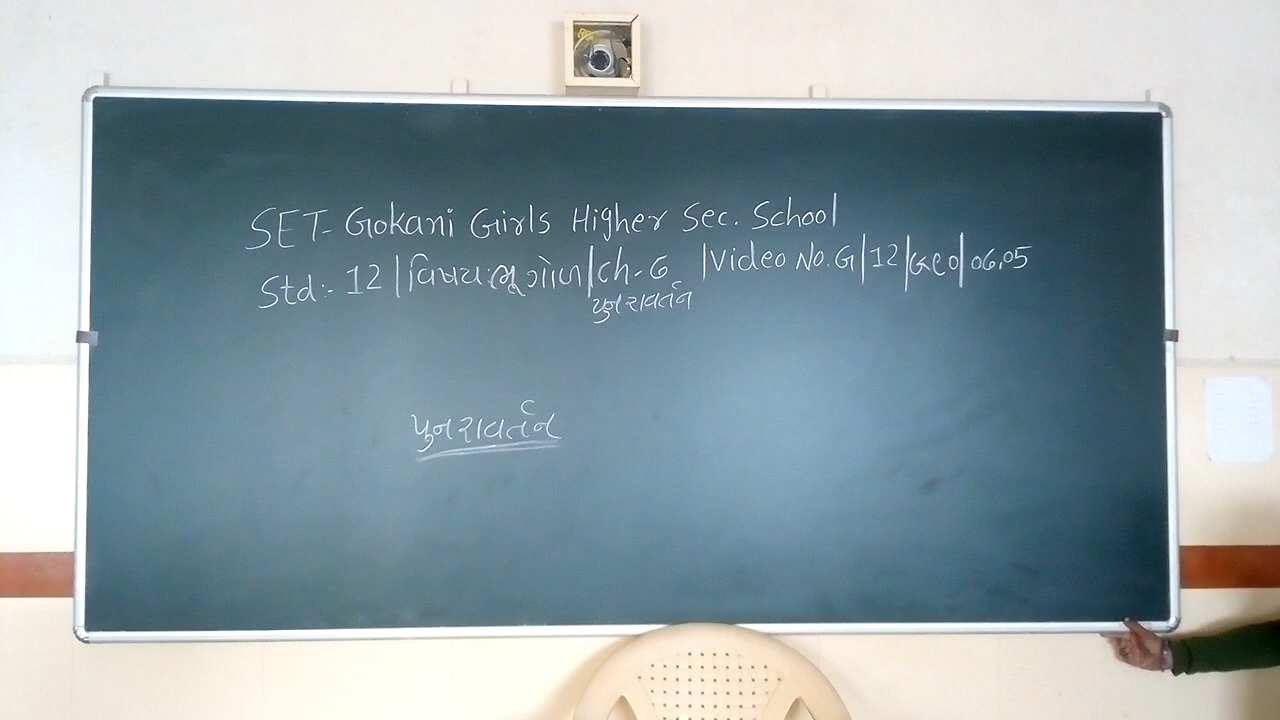 SET- Gokani Girls Higher Sec. School
Std:- 12 | વિષય: ભૂગોળ | Ch-6 | Video No. G | 12 | Geo | 06.05
પુનરાવર્તન
પુનરાવર્તન